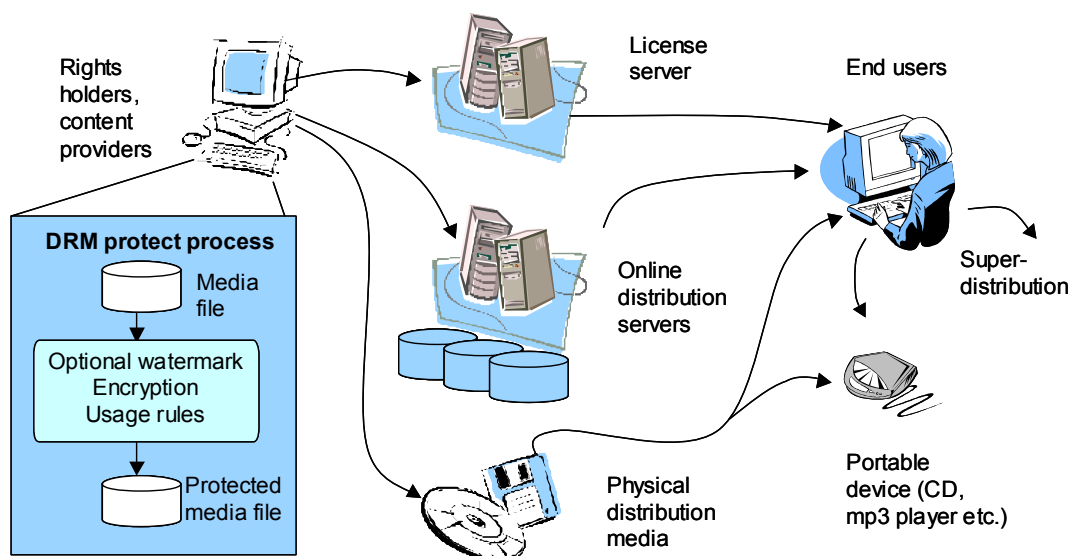 Rights
holders,
content
providers
License
server
End users
DRM protect process
Media
file
Optional watermark
Encryption
Usage rules
Protected
media file
Online
distribution
servers
Super-
distribution
Physical
distribution
media
Portable
device (CD,
mp3 player etc.)